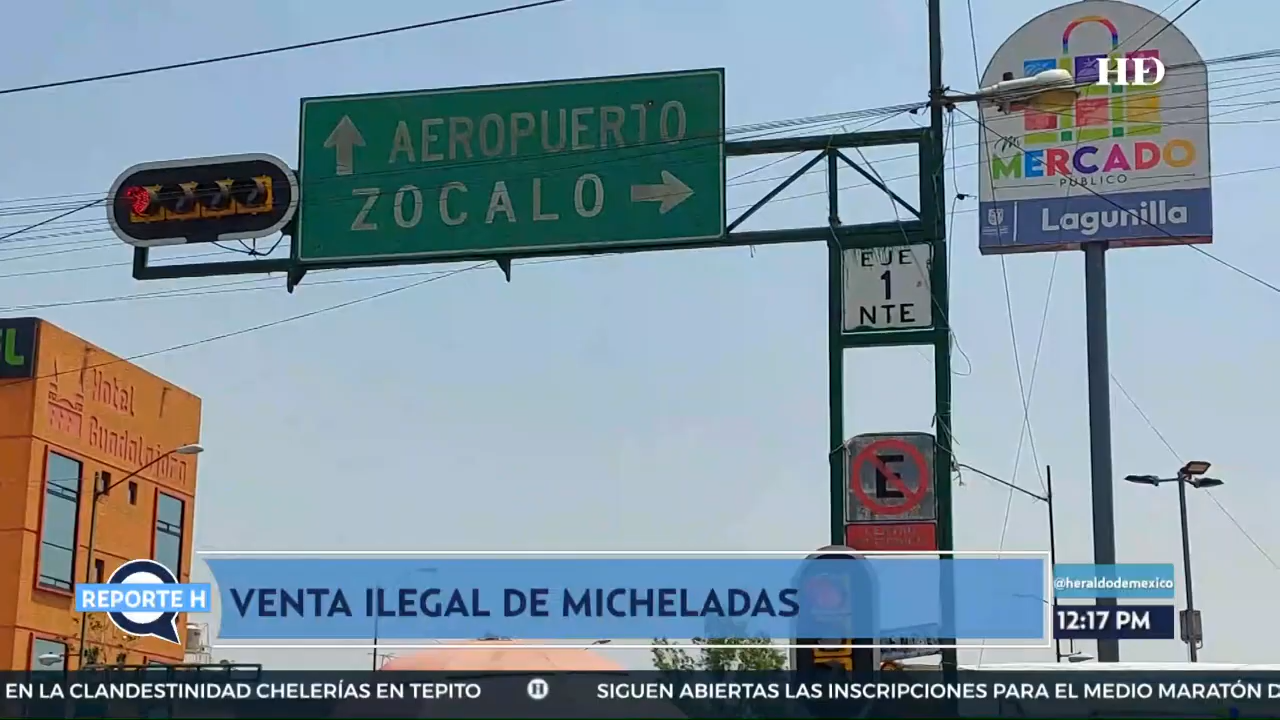 AEROPUERTO
ZOCALO
HD
MERCADO
PÚBLICO
Lagunilla
EJE
1
NTE
Hotel
Guadalajara
E
REPORTE H
VENTA ILEGAL DE MICHELADAS
@heraldodemexico
12:17 PM
EN LA CLANDESTINIDAD CHELERÍAS EN TEPITO
SIGUEN ABIERTAS LAS INSCRIPCIONES PARA EL MEDIO MARATÓN D